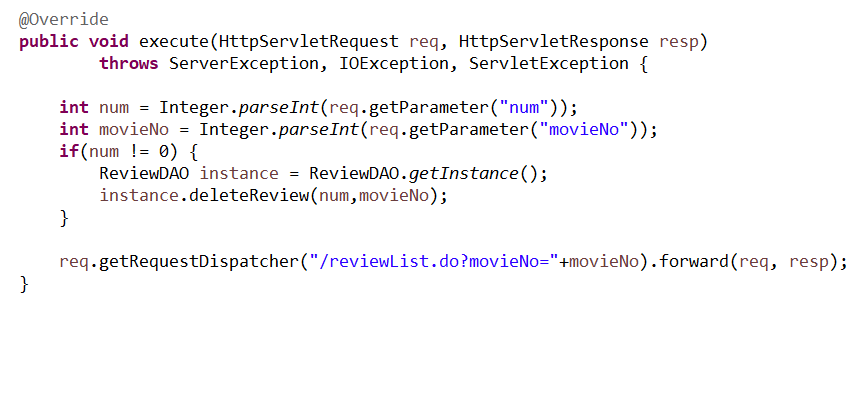 @Override
public void execute(HttpServletRequest req, HttpServletResponse resp)
        throws ServerException, IOException, ServletException {

    int num = Integer.parseInt(req.getParameter("num"));
    int movieNo = Integer.parseInt(req.getParameter("movieNo"));
    if(num != 0) {
        ReviewDAO instance = ReviewDAO.getInstance();
        instance.deleteReview(num,movieNo);
    }

    req.getRequestDispatcher("/reviewList.do?movieNo="+movieNo).forward(req, resp);
}